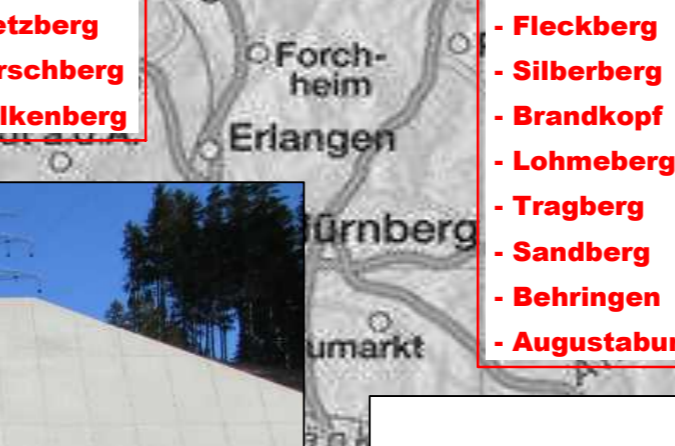 etzberg
rschberg
lkenberg
Forch-
heim
Erlangen
ürnberg
umarkt
- Fleckberg
- Silberberg
- Brandkopf
- Lohmeberg
- Tragberg
- Sandberg
- Behringen
- Augustabur